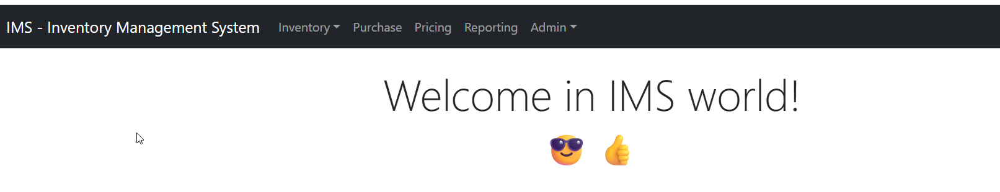 IMS - Inventory Management System Inventory Purchase Pricing Reporting Admin
Welcome in IMS world!